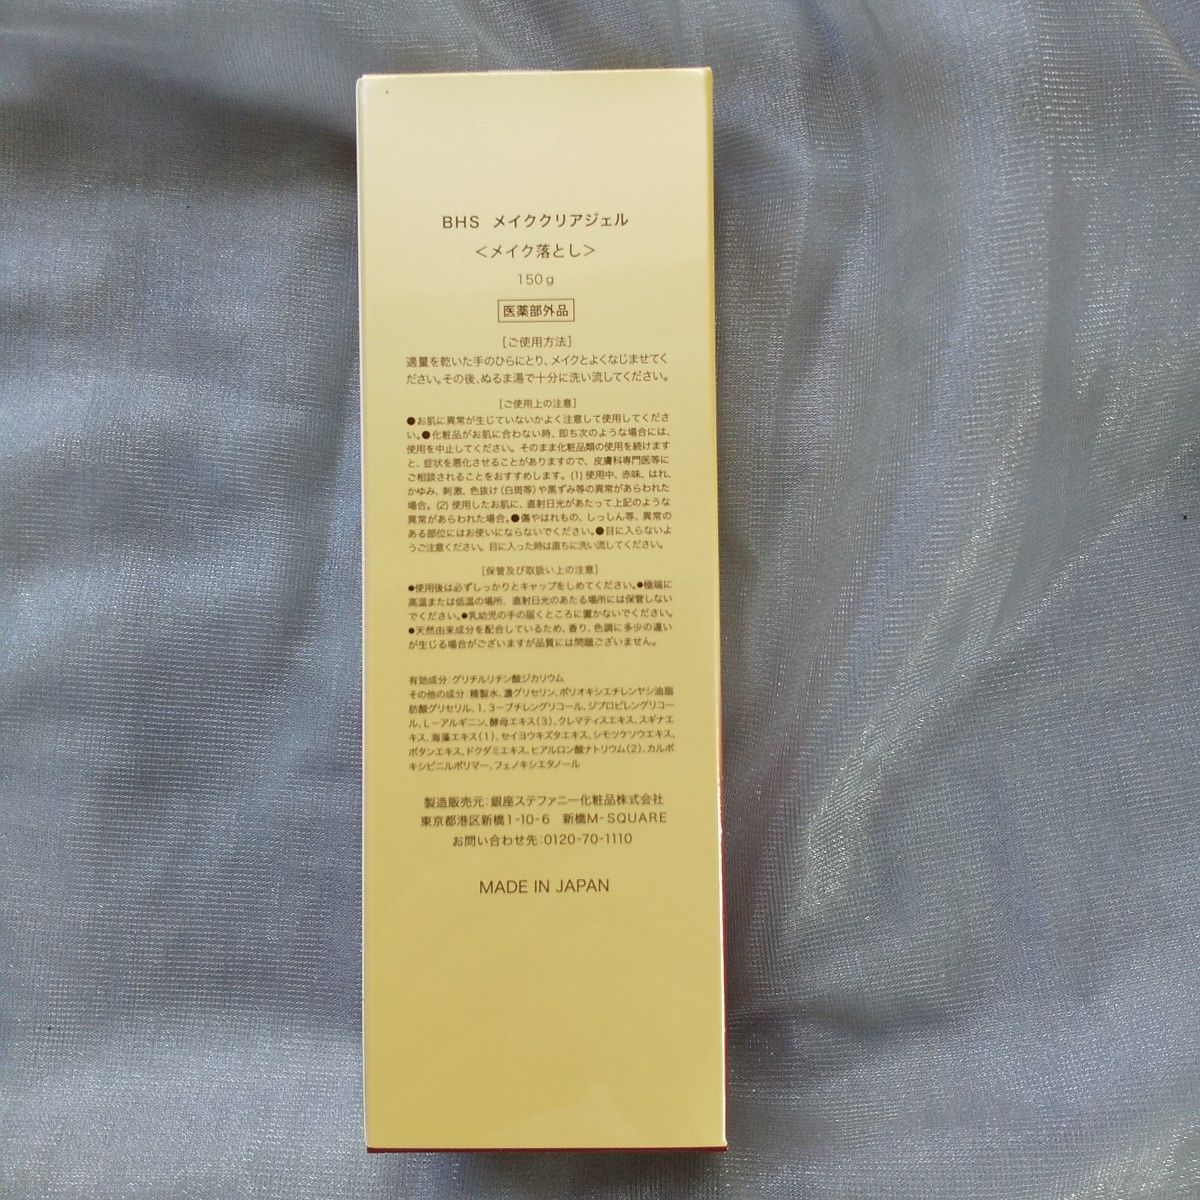 BHS メイククリアジェル
＜メイク落とし＞
150g
医薬部外品
［ご使用方法］
適量を乾いた手のひらにとり、メイクとよくなじませてく
ださい。その後、ぬるま湯で十分に洗い流してください。
［ご使用上の注意］
●お肌に異常が生じていないかよく注意して使用してくださ
い。●化粧品がお肌に合わない時、即ち次のような場合には、
使用を中止してください。そのまま化粧品類の使用を続けます
と、症状を悪化させることがありますので、皮膚科専門医等に
ご相談されることをおすすめします。(1)使用中、赤味、はれ、
かゆみ、刺激、色抜け（白斑等）や黒ずみ等の異常があらわれた
場合。(2)使用したお肌に、直射日光があたって上記のような
異常があらわれた場合。●傷やはれもの、しっしん等、異常の
ある部位にはお使いにならないでください。●目に入らないよ
うご注意ください。目に入った時は直ちに洗い流してください。
［保管及び取扱い上の注意］
●使用後は必ずしっかりとキャップをしめてください。●極端に
高温または低温の場所、直射日光のあたる場所には保管しない
でください。●乳幼児の手の届くところに置かないでください。
●天然由来成分を配合しているため、香り、色調に多少の違い
が生じる場合がございますが品質には問題ございません。
有効成分：グリチルリチン酸ジカリウム
その他の成分：精製水、濃グリセリン、ポリオキシエチレンヤシ油脂
肪酸グリセリル、1,3－ブチレングリコール、ジプロピレングリコー
ル、L－アルギニン、酵母エキス(3)、クレマティスエキス、スギナエ
キス、海藻エキス(1)、セイヨウキズタエキス、シモツケソウエキス、
ボタンエキス、ドクダミエキス、ヒアルロン酸ナトリウム(2)、カルボ
キシビニルポリマー、フェノキシエタノール
製造販売元：銀座ステファニー化粧品株式会社
東京都港区新橋1-10-6 新橋M-SQUARE
お問い合わせ先：0120-70-1110
MADE IN JAPAN